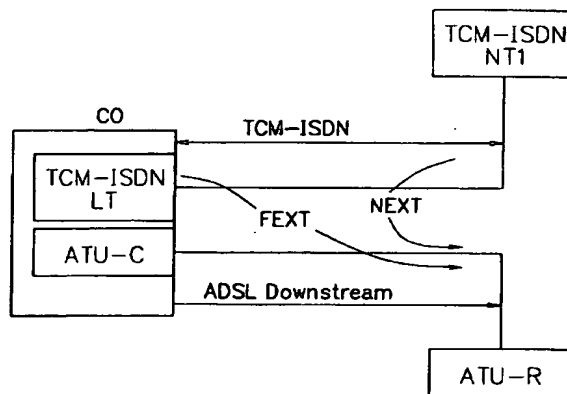 TCM-ISDN
NT1
CO
TCM-ISDN
TCM-ISDN
LT
FEXT
NEXT
ATU-C
ADSL Downstream
ATU-R